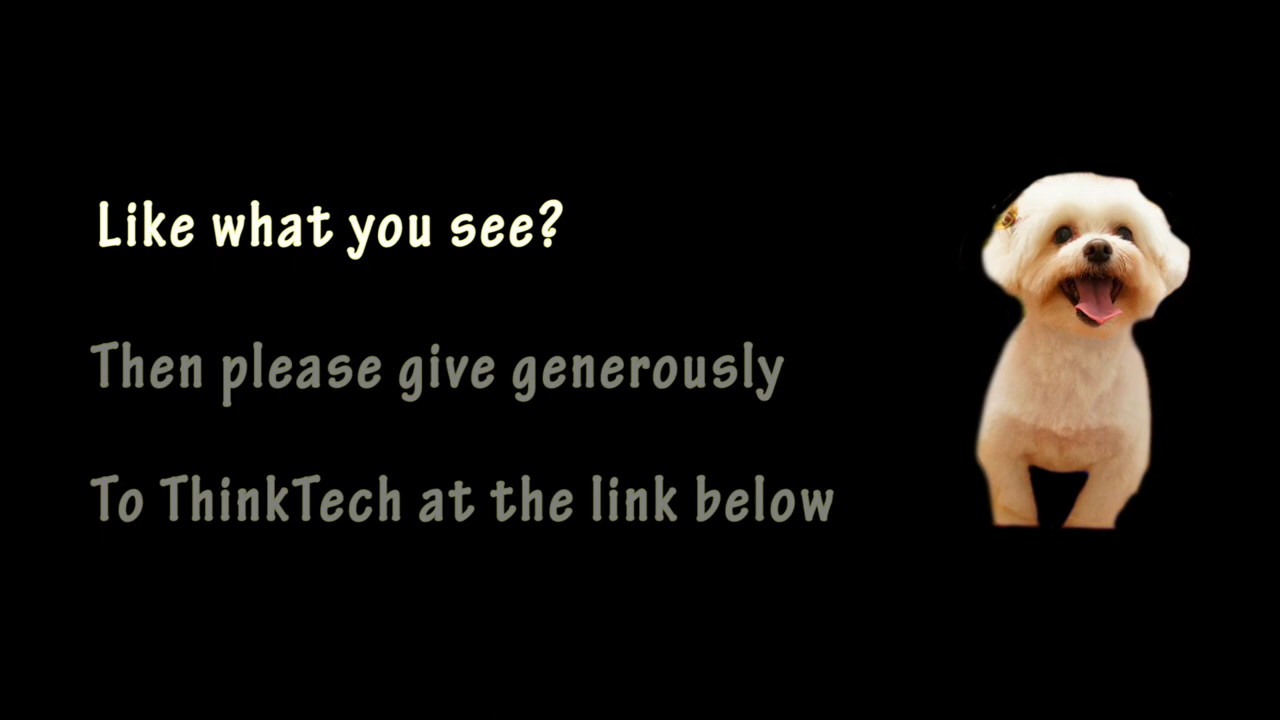 Like what you see?
Then please give generously
To ThinkTech at the link below